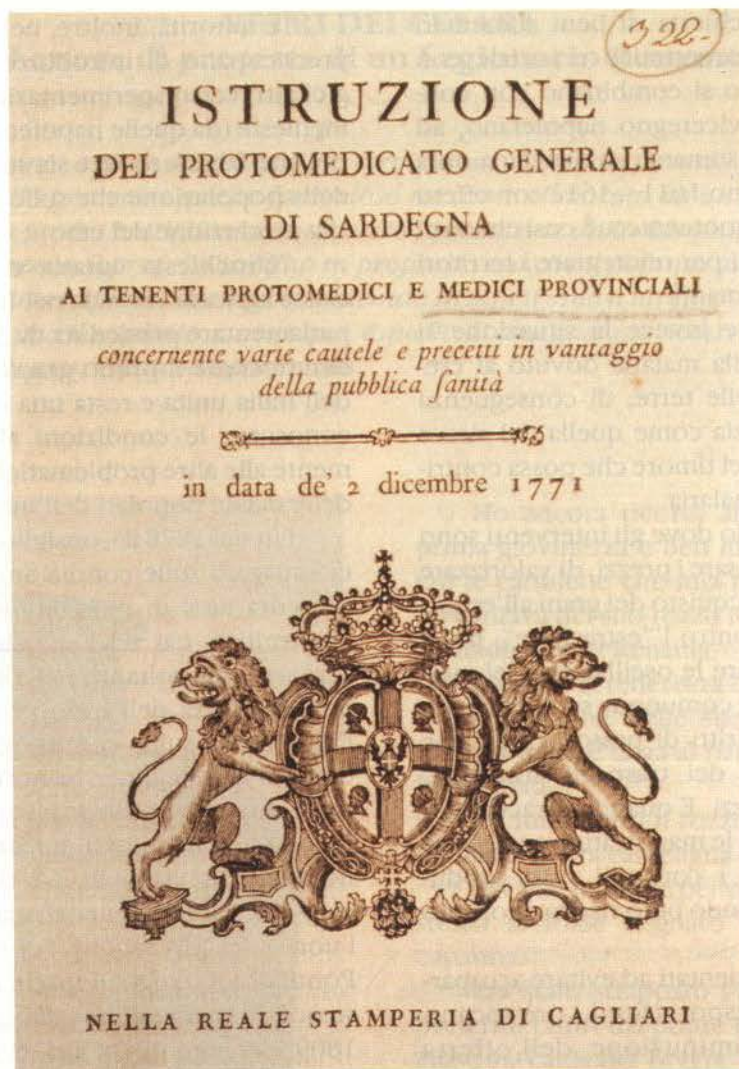 322-
ISTRUZIONE
DEL PROTOMEDICATO GENERALE
DI SARDEGNA
AI TENENTI PROTOMEDICI E MEDICI PROVINCIALI
concernente varie cautele e precetti in vantaggio
della pubblica ſanità
in data de' 2 dicembre 1771
NELLA REALE STAMPERIA DI CAGLIARI